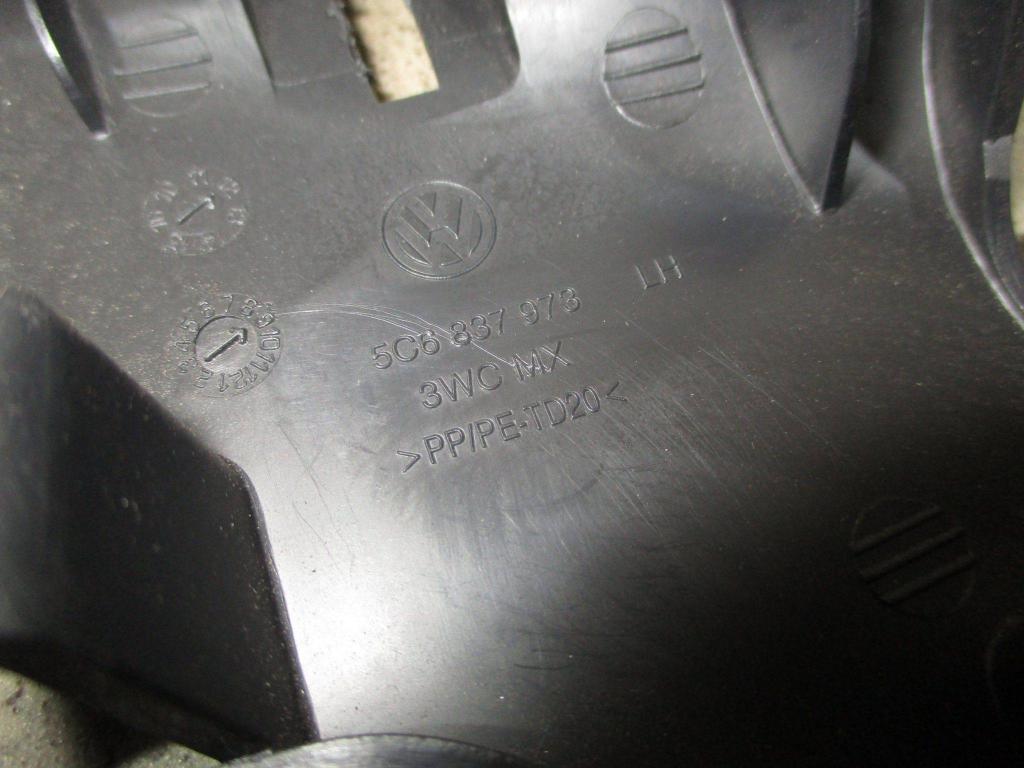 5C6 837 973 LH
3WC MX
>PP/PE-TD20<